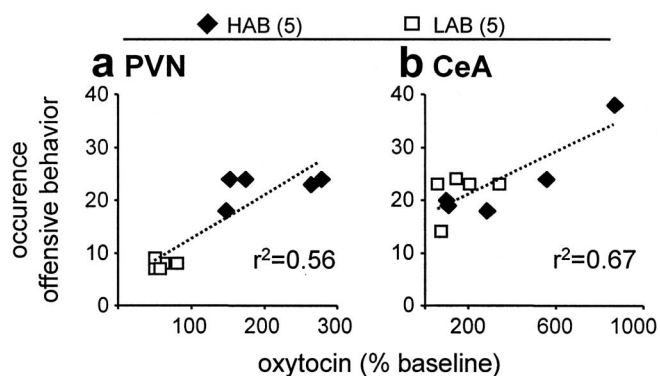 HAB (5) LAB (5)
a PVN b CeA
occurence
offensive behavior
40
30
20
10
0
r²=0.56
100 200 300
40
30
20
10
0
r²=0.67
200 600 1000
oxytocin (% baseline)